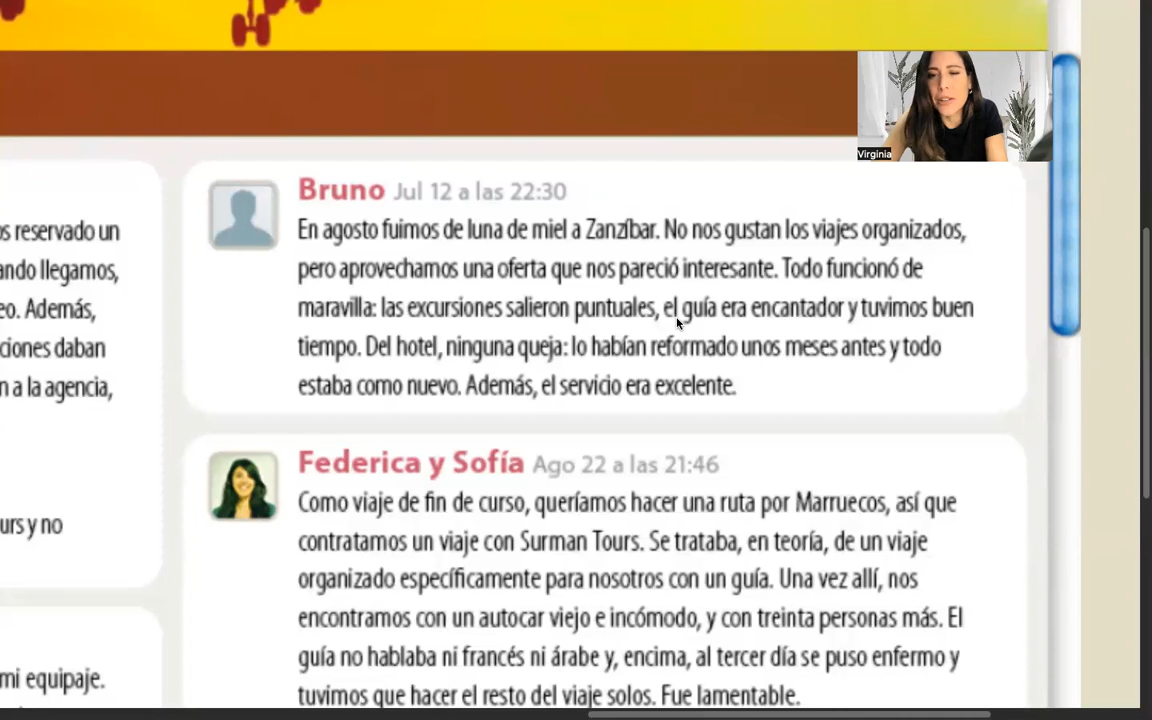 Virginia
os reservado un
ando llegamos,
eo. Además,
ciones daban
n a la agencia,
urs y no
mi equipaje.
Bruno Jul 12 a las 22:30
En agosto fuimos de luna de miel a Zanzíbar. No nos gustan los viajes organizados,
pero aprovechamos una oferta que nos pareció interesante. Todo funcionó de
maravilla: las excursiones salieron puntuales, el guía era encantador y tuvimos buen
tiempo. Del hotel, ninguna queja: lo habían reformado unos meses antes y todo
estaba como nuevo. Además, el servicio era excelente.
Federica y Sofía Ago 22 a las 21:46
Como viaje de fin de curso, queríamos hacer una ruta por Marruecos, así que
contratamos un viaje con Surman Tours. Se trataba, en teoría, de un viaje
organizado específicamente para nosotros con un guía. Una vez allí, nos
encontramos con un autocar viejo e incómodo, y con treinta personas más. El
guía no hablaba ni francés ni árabe y, encima, al tercer día se puso enfermo y
tuvimos que hacer el resto del viaje solos. Fue lamentable.